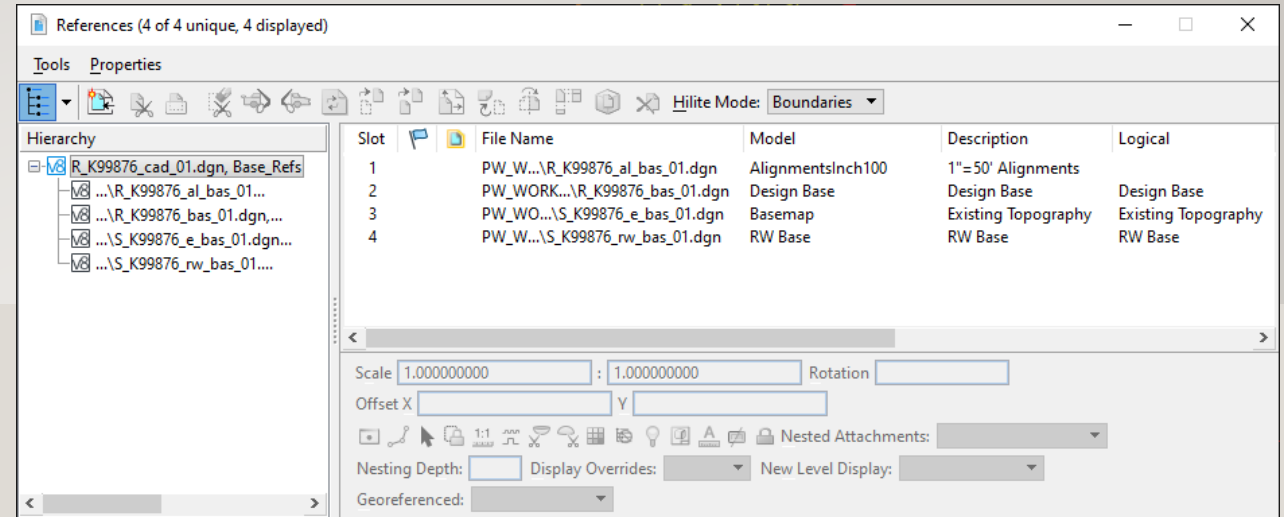 References (4 of 4 unique, 4 displayed)
Tools Properties
Hilite Mode: Boundaries
Hierarchy
R_K99876_cad_01.dgn, Base_Refs
...\R_K99876_al_bas_01...
...\R_K99876_bas_01.dgn,...
...\S_K99876_e_bas_01.dgn...
...\S_K99876_rw_bas_01....
Slot File Name Model Description Logical
1 PW_W...\R_K99876_al_bas_01.dgn AlignmentsInch100 1"=50' Alignments
2 PW_WORK...\R_K99876_bas_01.dgn Design Base Design Base Design Base
3 PW_WO...\S_K99876_e_bas_01.dgn Basemap Existing Topography Existing Topography
4 PW_W...\S_K99876_rw_bas_01.dgn RW Base RW Base RW Base
Scale 1.000000000 : 1.000000000 Rotation
Offset X Y
1:1 Nested Attachments:
Nesting Depth: Display Overrides: New Level Display:
Georeferenced: